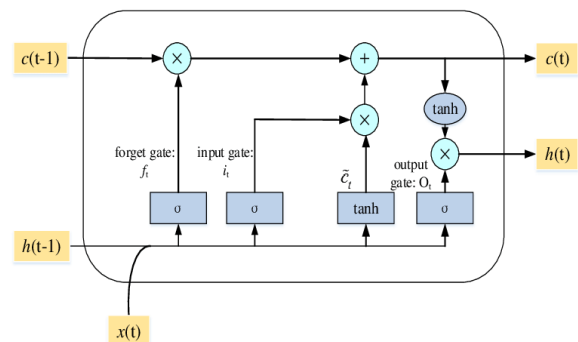 c(t-1)
×
+
c(t)
tanh
forget gate:
f_t
input gate:
i_t
×
c̃_t
output
gate: O_t
×
h(t)
σ
σ
tanh
σ
h(t-1)
x(t)